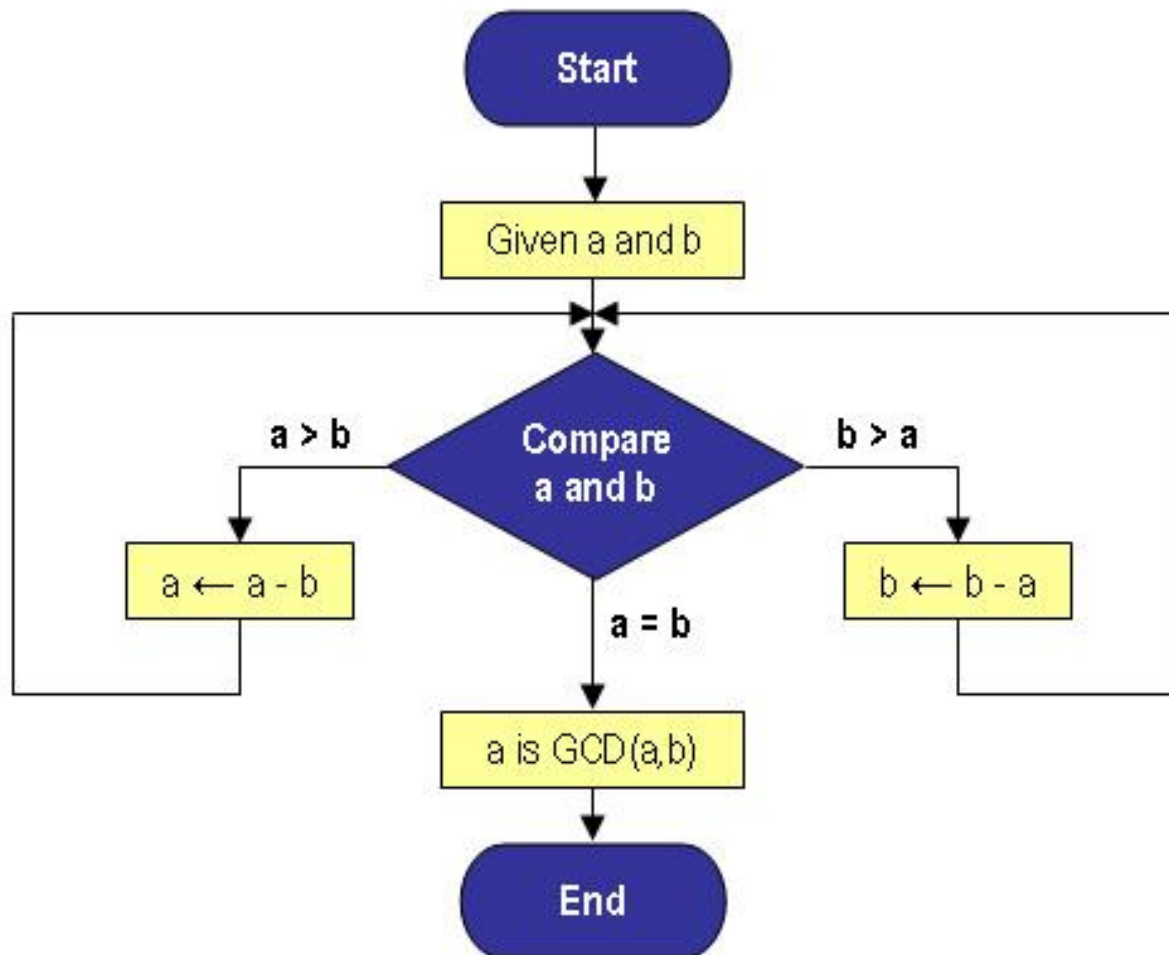 Start
Given a and b
a > b
Compare
a and b
b > a
a ← a - b
b ← b - a
a = b
a is GCD(a,b)
End